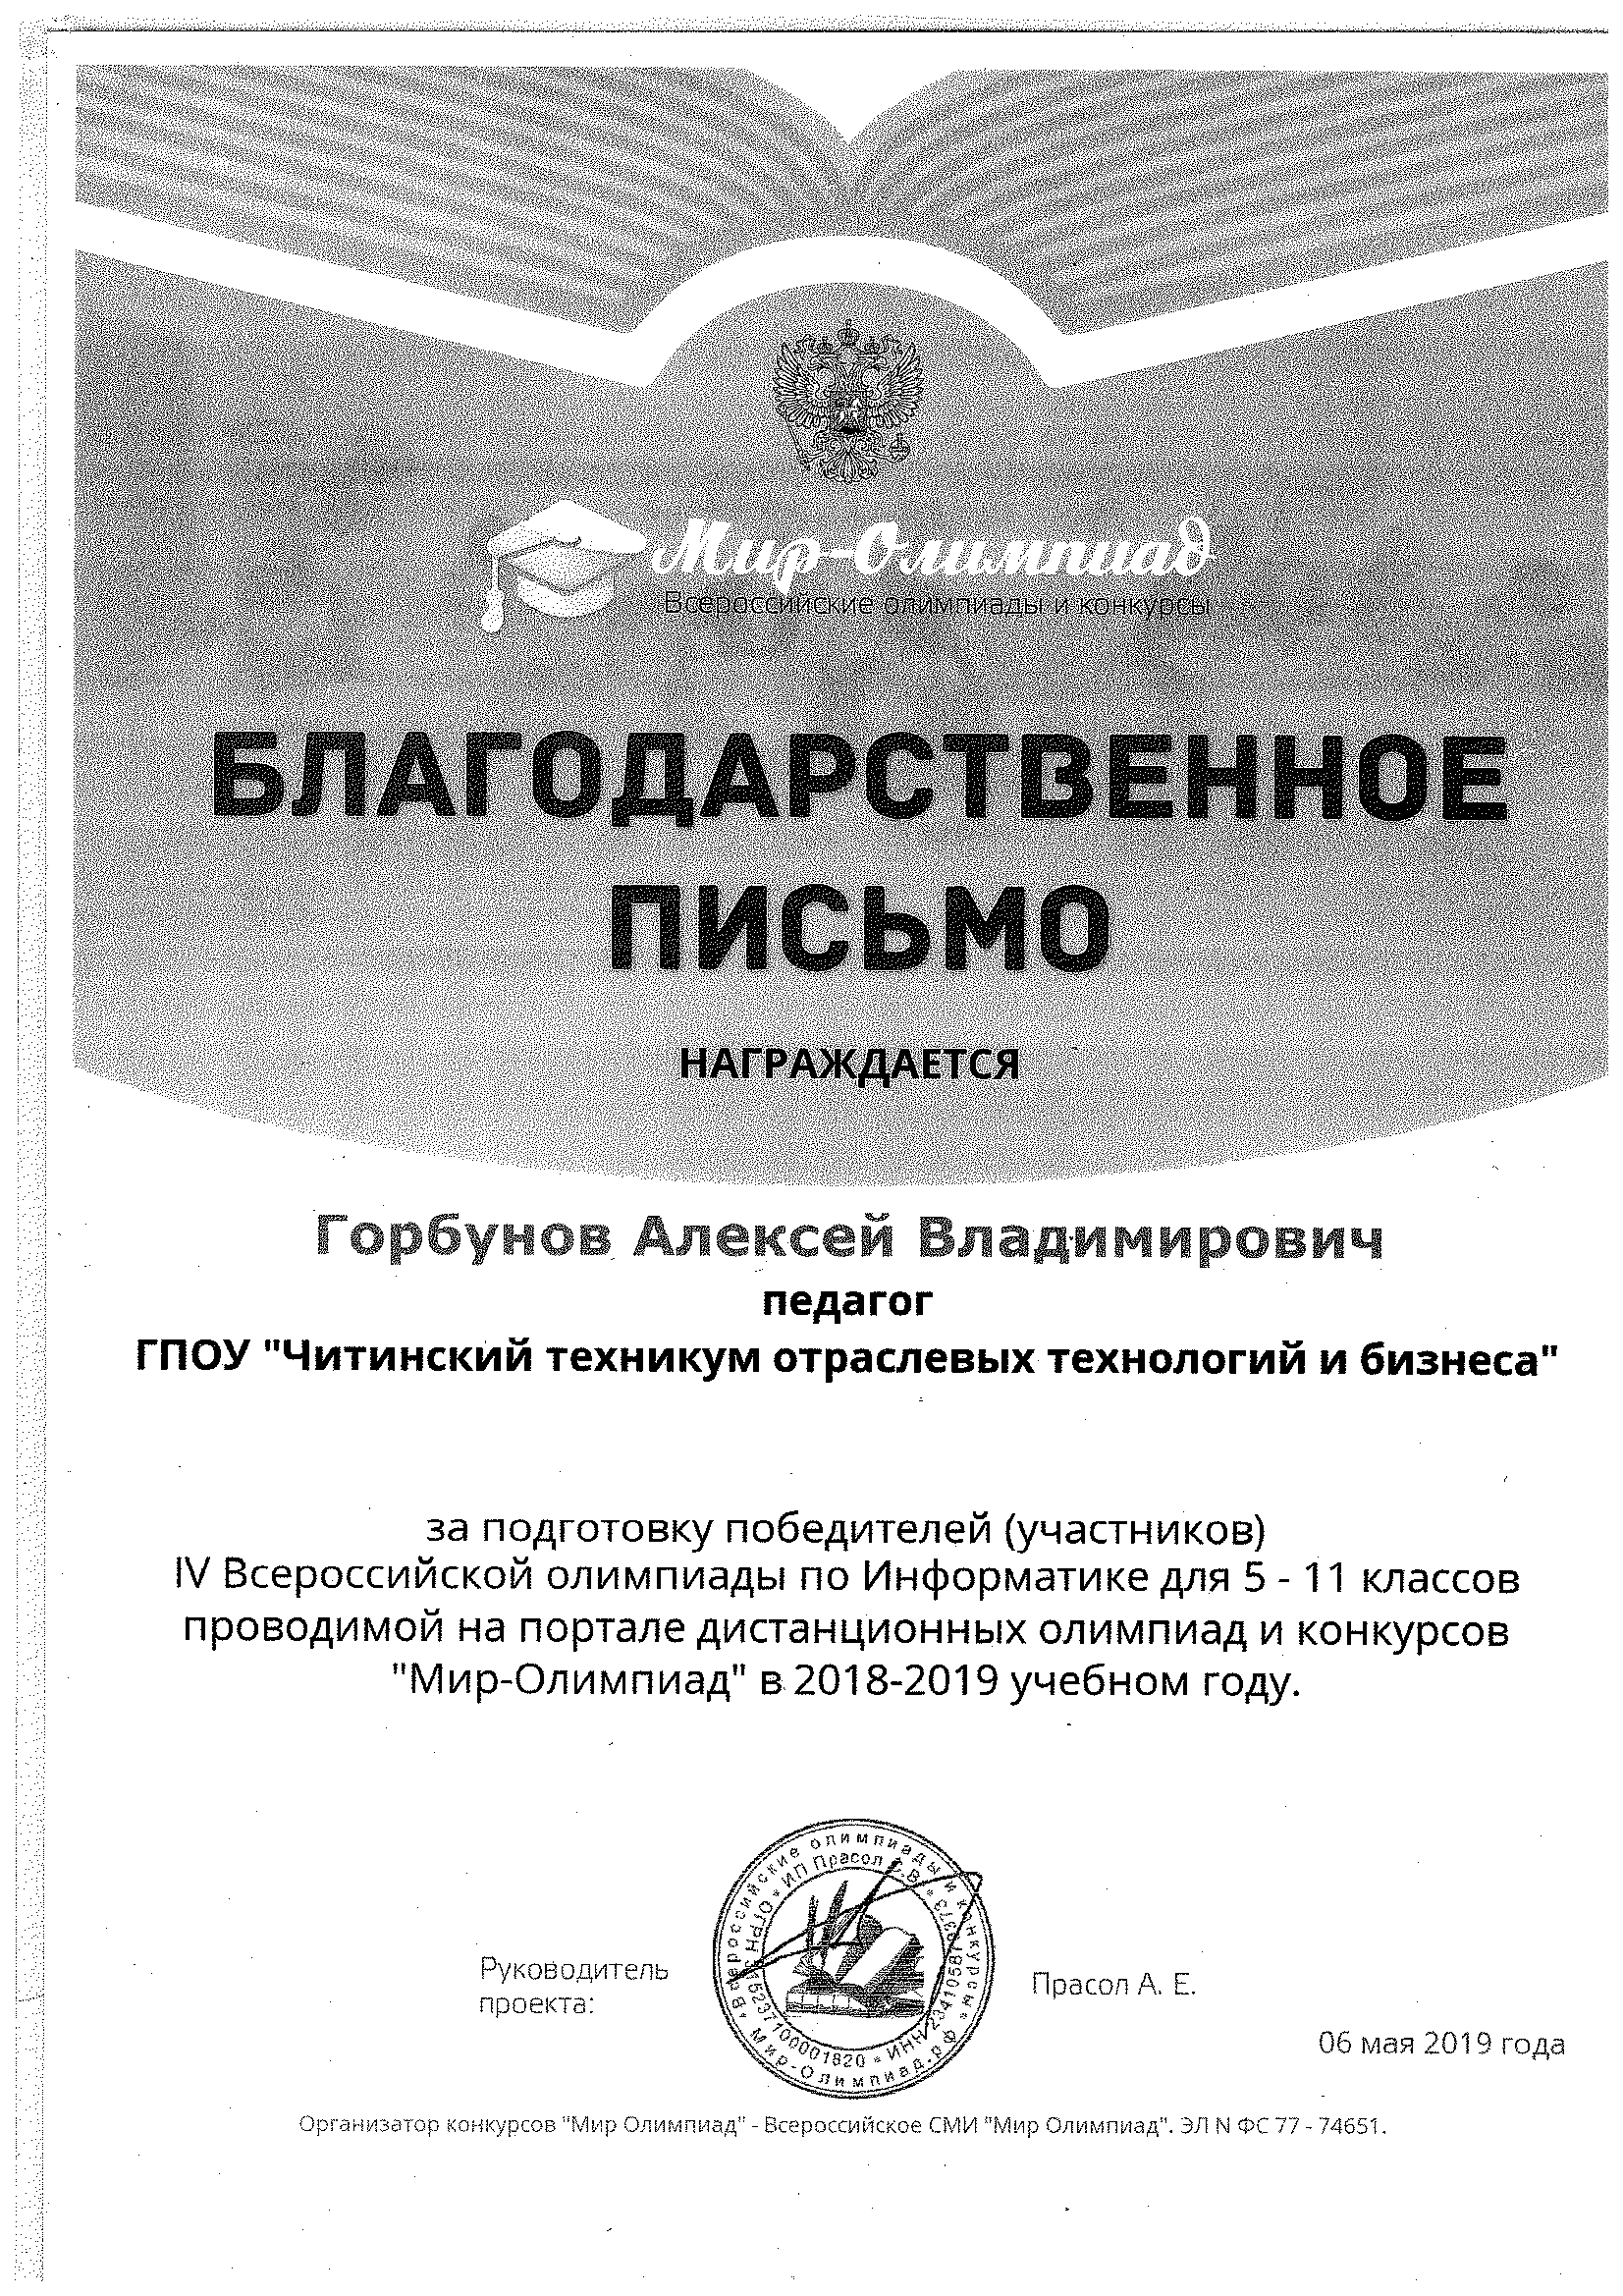 Мир-Олимпиад
Всероссийские олимпиады и конкурсы
БЛАГОДАРСТВЕННОЕ
ПИСЬМО
НАГРАЖДАЕТСЯ
Горбунов Алексей Владимирович
педагог
ГПОУ "Читинский техникум отраслевых технологий и бизнеса"
за подготовку победителей (участников)
IV Всероссийской олимпиады по Информатике для 5 - 11 классов
проводимой на портале дистанционных олимпиад и конкурсов
"Мир-Олимпиад" в 2018-2019 учебном году.
Всероссийские олимпиады и конкурсы
Мир-Олимпиад.рф
ИП Прасол
ОГРН
ИНН
Руководитель
проекта:
Прасол А. Е.
06 мая 2019 года
Организатор конкурсов "Мир Олимпиад" - Всероссийское СМИ "Мир Олимпиад". ЭЛ N ФС 77 - 74651.